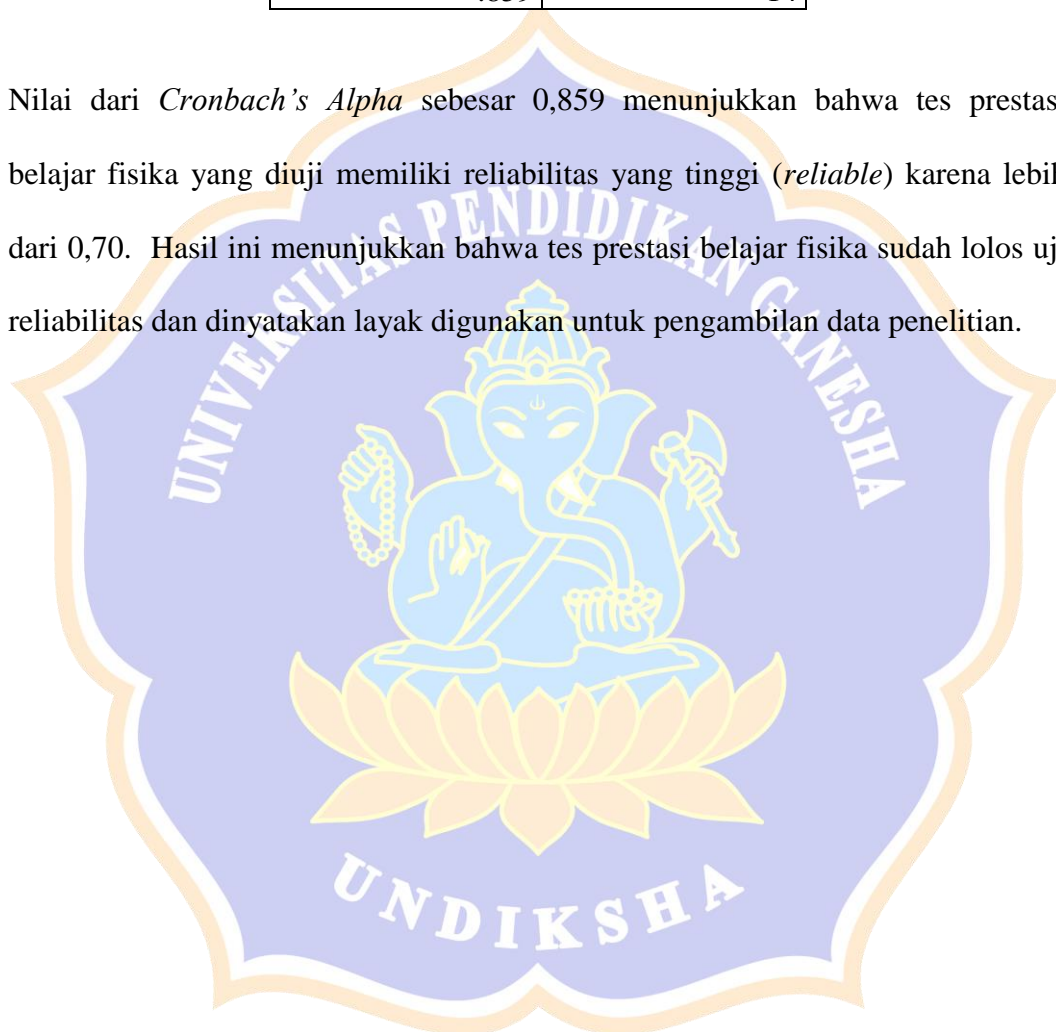 Nilai dari Cronbach's Alpha sebesar 0,859 menunjukkan bahwa tes prestas
belajar fisika yang diuji memiliki reliabilitas yang tinggi (reliable) karena lebih
dari 0,70. Hasil ini menunjukkan bahwa tes prestasi belajar fisika sudah lolos uj
reliabilitas dan dinyatakan layak digunakan untuk pengambilan data penelitian.
UNIVERSITAS PENDIDIKAN GANESHA
UNDIKSHA